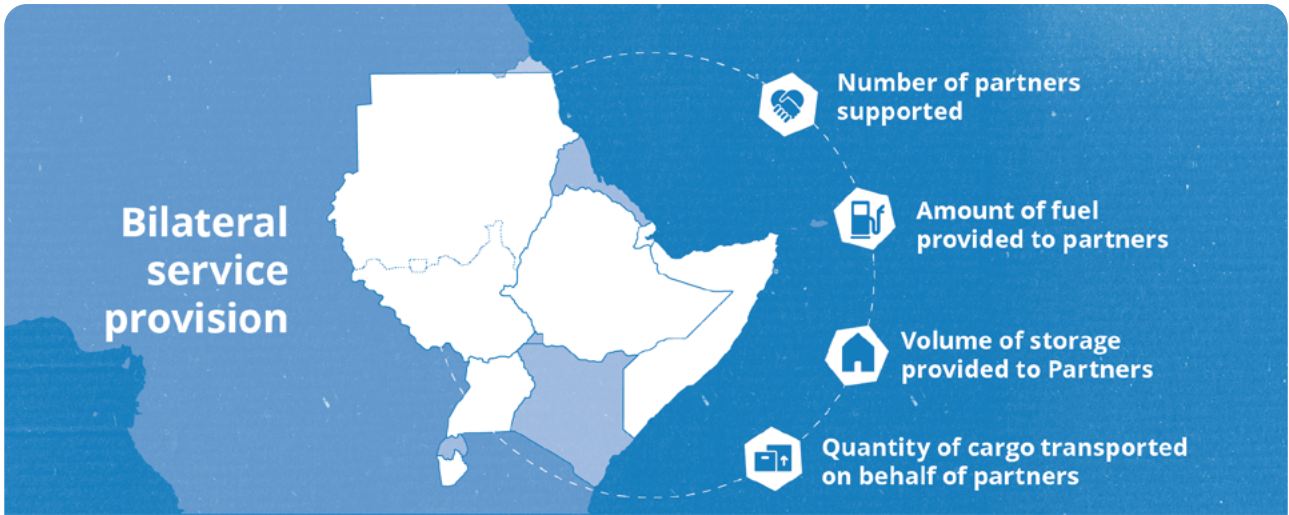 Bilateral
service
provision
Number of partners
supported
Amount of fuel
provided to partners
Volume of storage
provided to Partners
Quantity of cargo transported
on behalf of partners